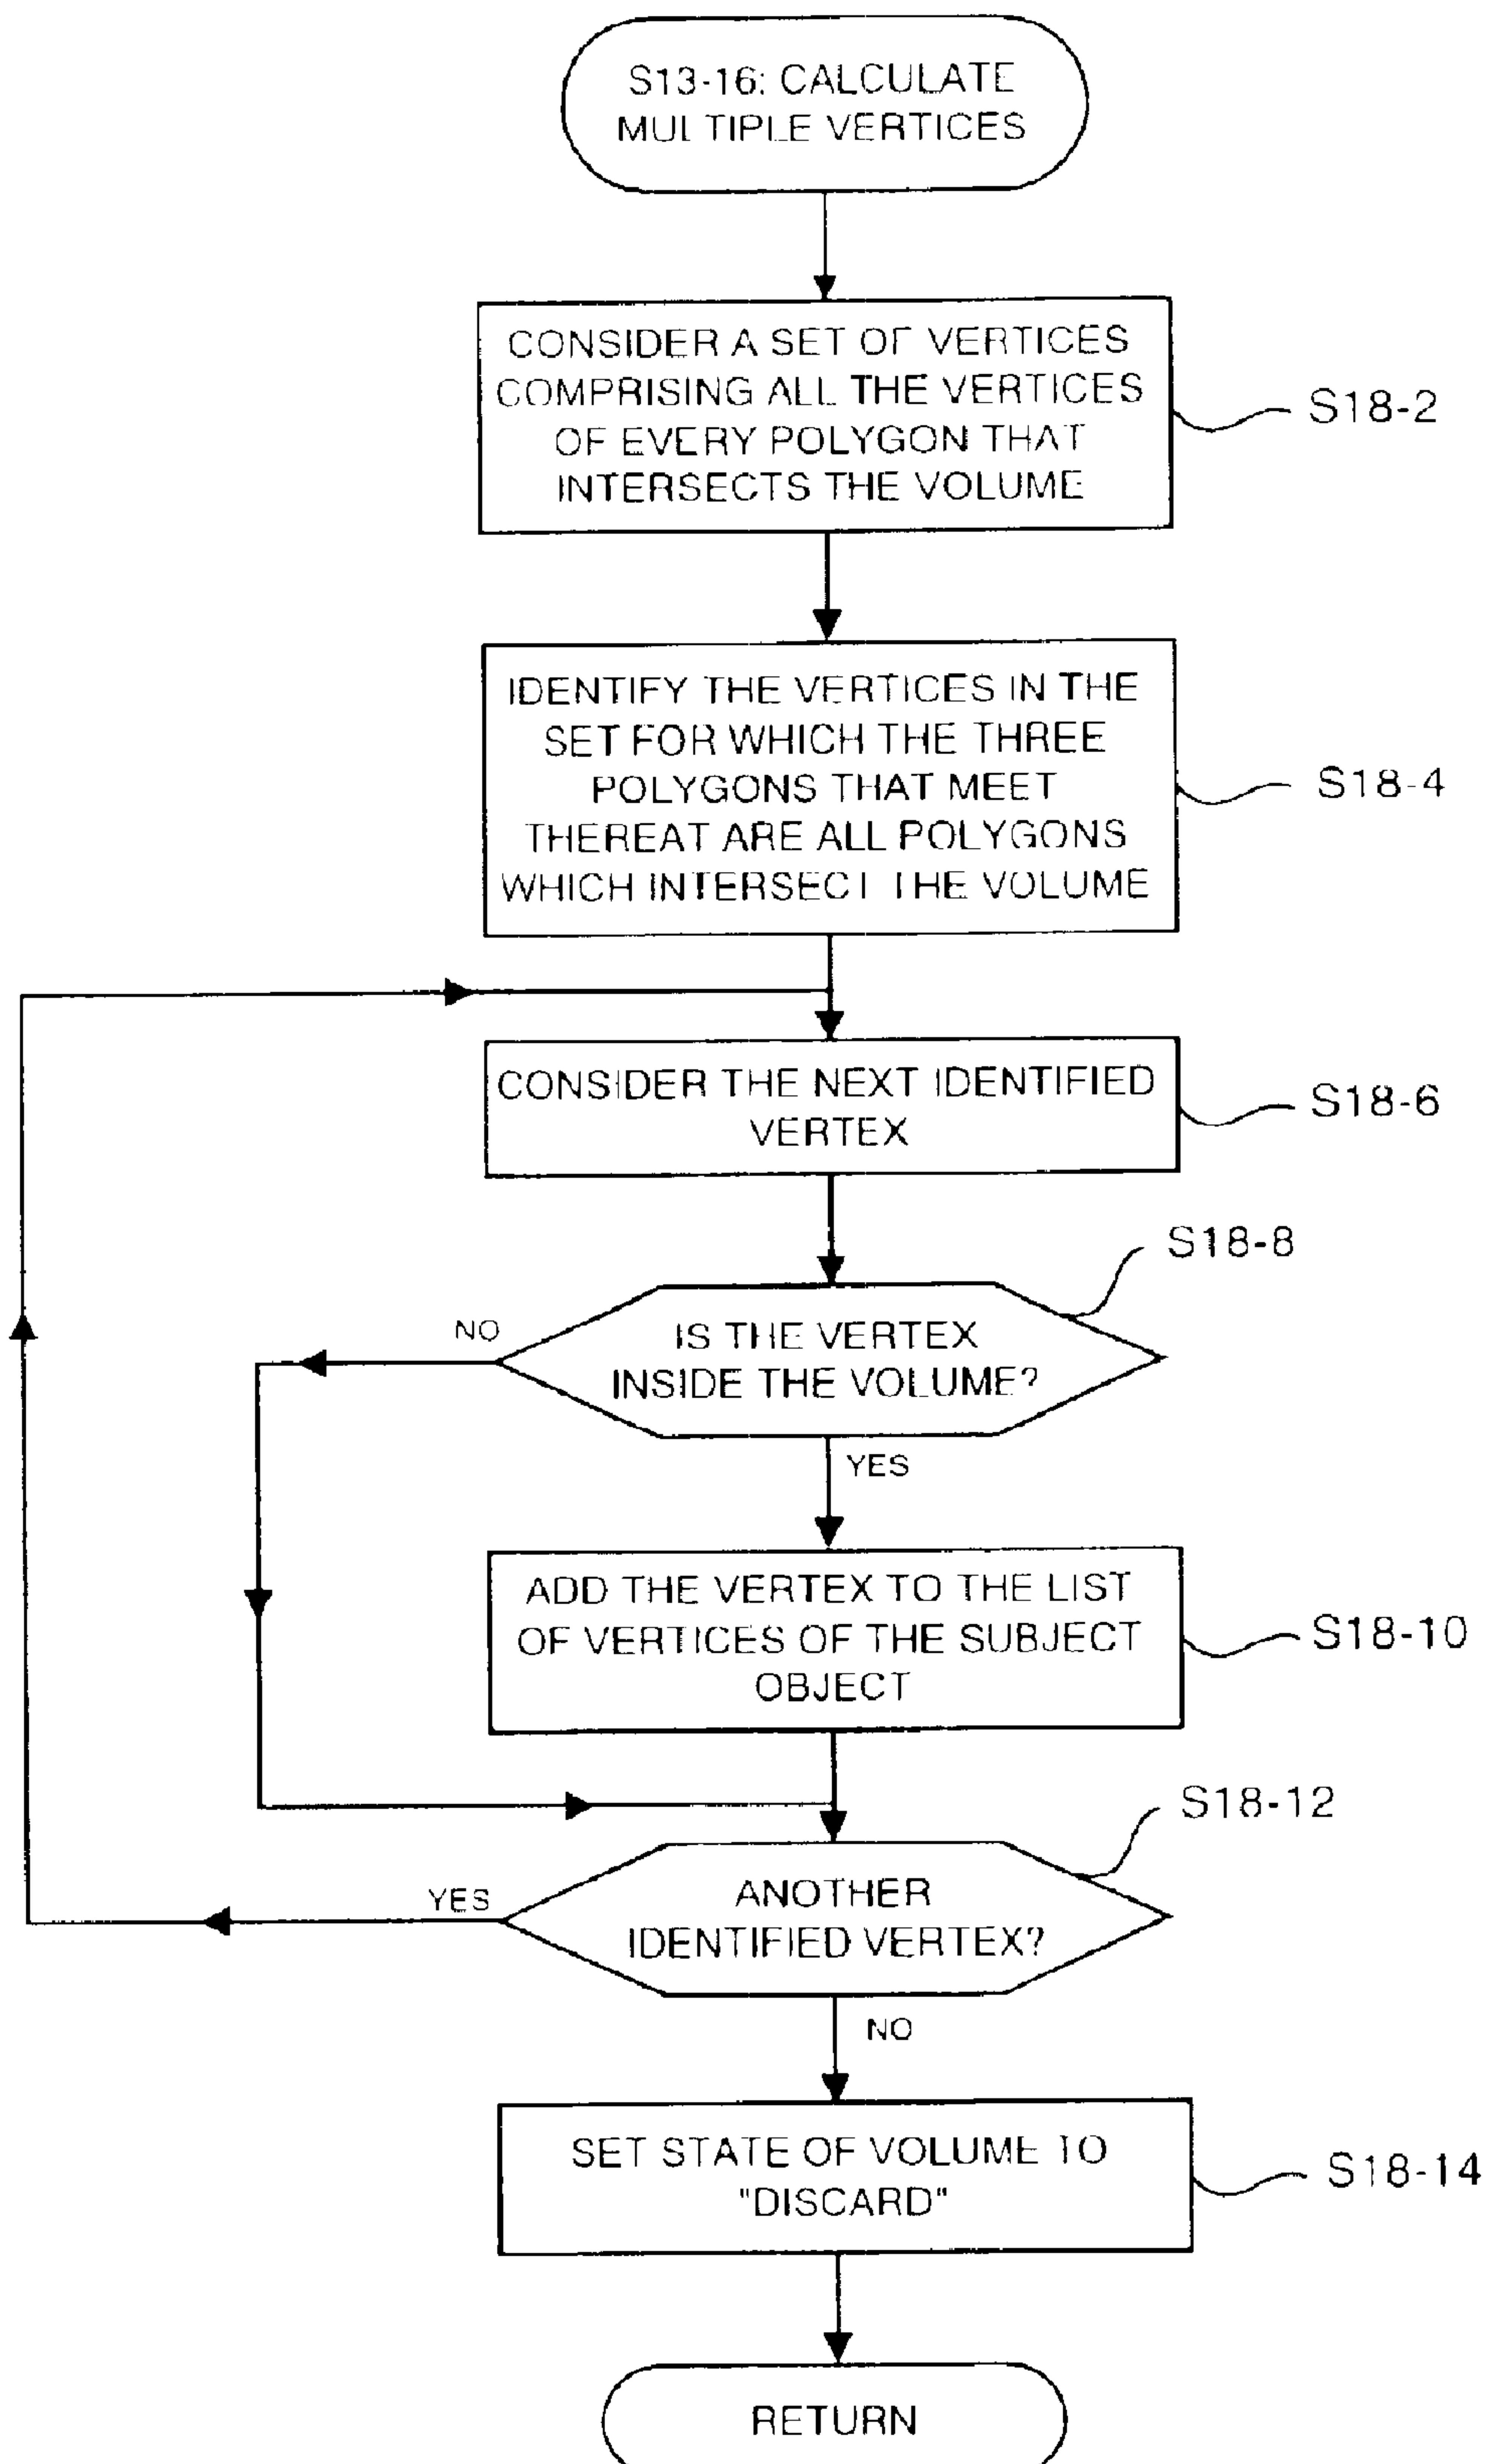 S13-16: CALCULATE
MULTIPLE VERTICES
CONSIDER A SET OF VERTICES
COMPRISING ALL THE VERTICES
OF EVERY POLYGON THAT
INTERSECTS THE VOLUME
S18-2
IDENTIFY THE VERTICES IN THE
SET FOR WHICH THE THREE
POLYGONS THAT MEET
THEREAT ARE ALL POLYGONS
WHICH INTERSECT THE VOLUME
S18-4
CONSIDER THE NEXT IDENTIFIED
VERTEX
S18-6
S18-8
NO
IS THE VERTEX
INSIDE THE VOLUME?
YES
ADD THE VERTEX TO THE LIST
OF VERTICES OF THE SUBJECT
OBJECT
S18-10
S18-12
YES
ANOTHER
IDENTIFIED VERTEX?
NO
SET STATE OF VOLUME TO
"DISCARD"
S18-14
RETURN